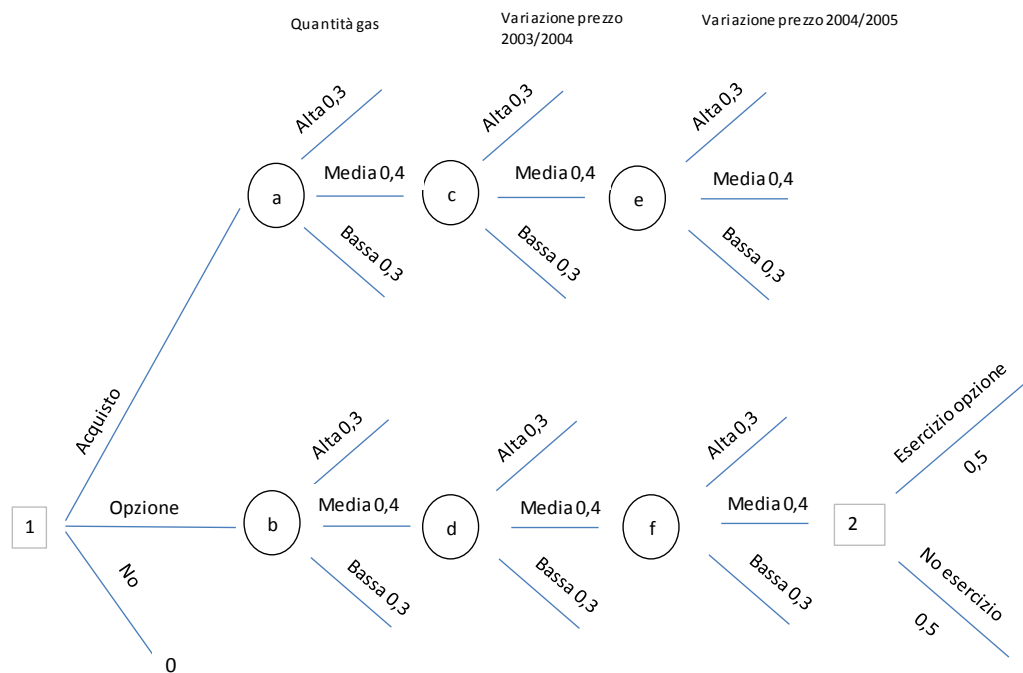 Quantità gas
Variazione prezzo
2003/2004
Variazione prezzo 2004/2005
Alta 0,3
Alta 0,3
Alta 0,3
a
Media 0,4
c
Media 0,4
e
Media 0,4
Bassa 0,3
Bassa 0,3
Bassa 0,3
Acquisto
Alta 0,3
Alta 0,3
Alta 0,3
Esercizio opzione
0,5
1
Opzione
b
Media 0,4
d
Media 0,4
f
Media 0,4
2
No
Bassa 0,3
Bassa 0,3
Bassa 0,3
No esercizio
0,5
0